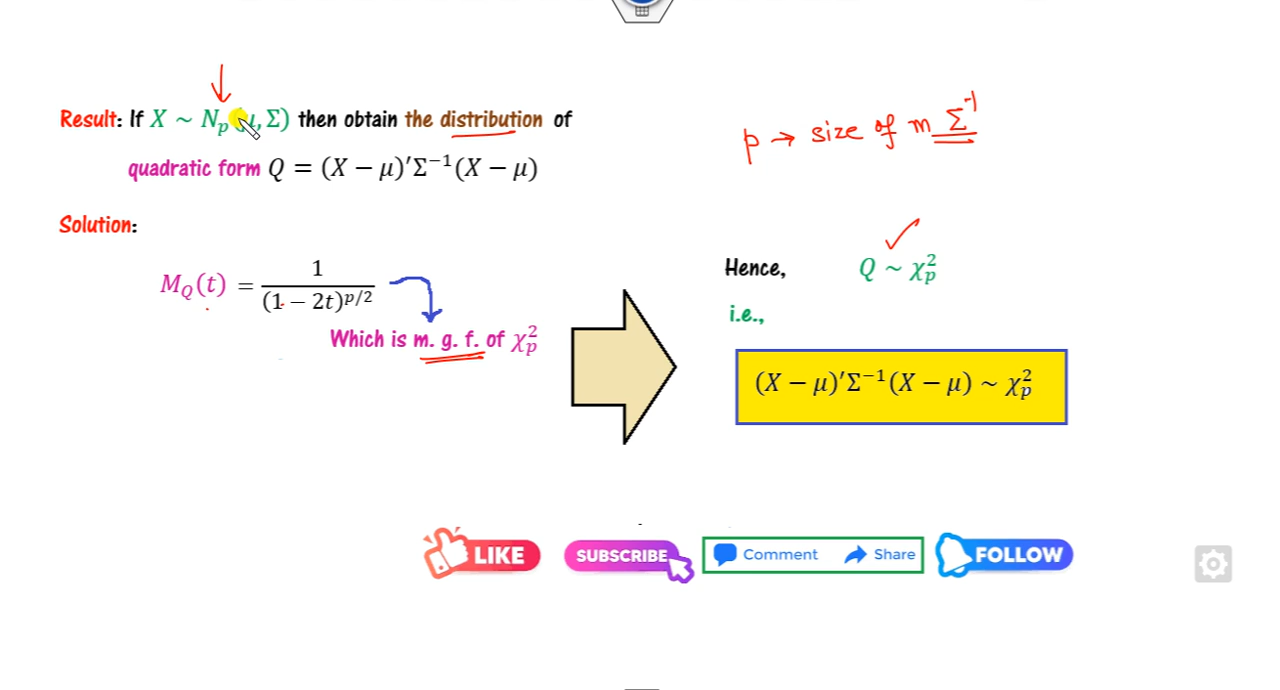 Result: If X ~ Nₚ(μ, Σ) then obtain the distribution of
quadratic form Q = (X − μ)′Σ⁻¹(X − μ)
p → size of m Σ⁻¹
Solution:
M_Q(t) = 1 / (1 − 2t)^{p/2}
Which is m. g. f. of χ²ₚ
Hence, Q ~ χ²ₚ
i.e.,
(X − μ)′Σ⁻¹(X − μ) ~ χ²ₚ
LIKE SUBSCRIBE Comment Share FOLLOW